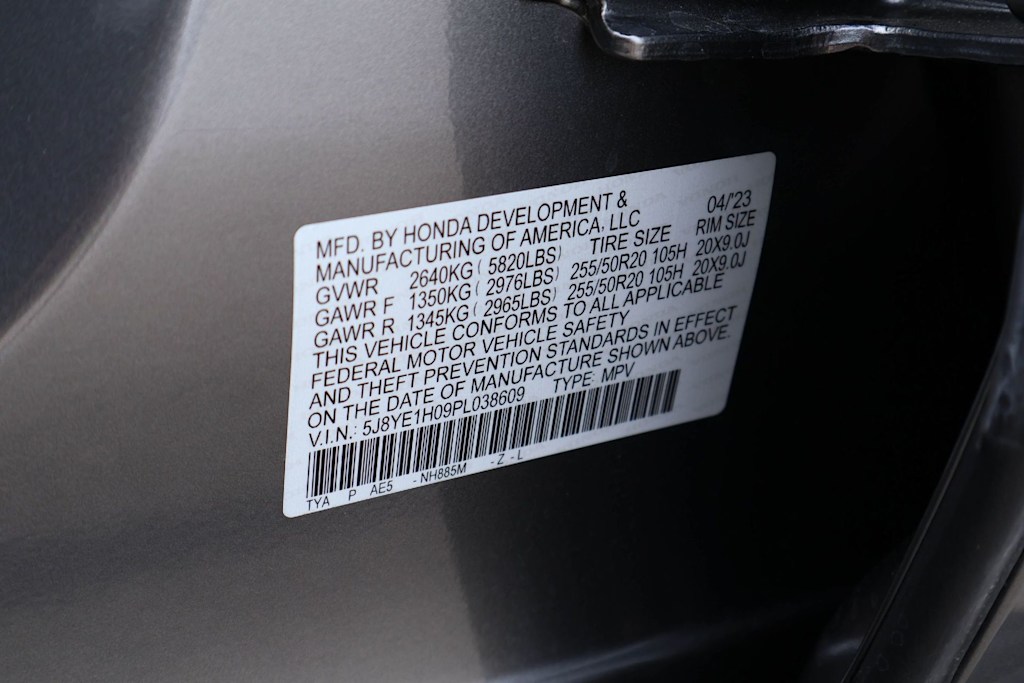 MFD. BY HONDA DEVELOPMENT & 04/'23
MANUFACTURING OF AMERICA, LLC RIM SIZE
GVWR 2640KG ( 5820LBS) TIRE SIZE
GAWR F 1350KG ( 2976LBS) 255/50R20 105H 20X9.0J
GAWR R 1345KG ( 2965LBS) 255/50R20 105H 20X9.0J
THIS VEHICLE CONFORMS TO ALL APPLICABLE
FEDERAL MOTOR VEHICLE SAFETY
AND THEFT PREVENTION STANDARDS IN EFFECT
ON THE DATE OF MANUFACTURE SHOWN ABOVE.
V.I.N.: 5J8YE1H09PL038609 TYPE: MPV
TYA P AE5 - NH885M - Z - L